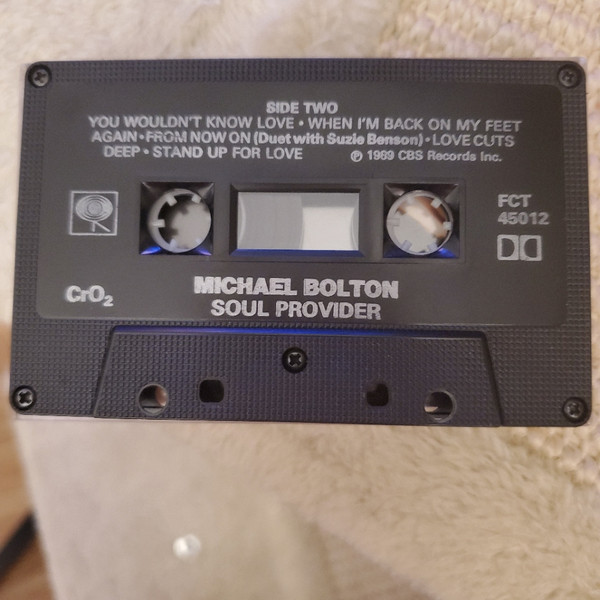 SIDE TWO
YOU WOULDN'T KNOW LOVE • WHEN I'M BACK ON MY FEET
AGAIN • FROM NOW ON (Duet with Suzie Benson) • LOVE CUTS
DEEP • STAND UP FOR LOVE ℗ 1989 CBS Records Inc.
FCT
45012
CrO₂
MICHAEL BOLTON
SOUL PROVIDER